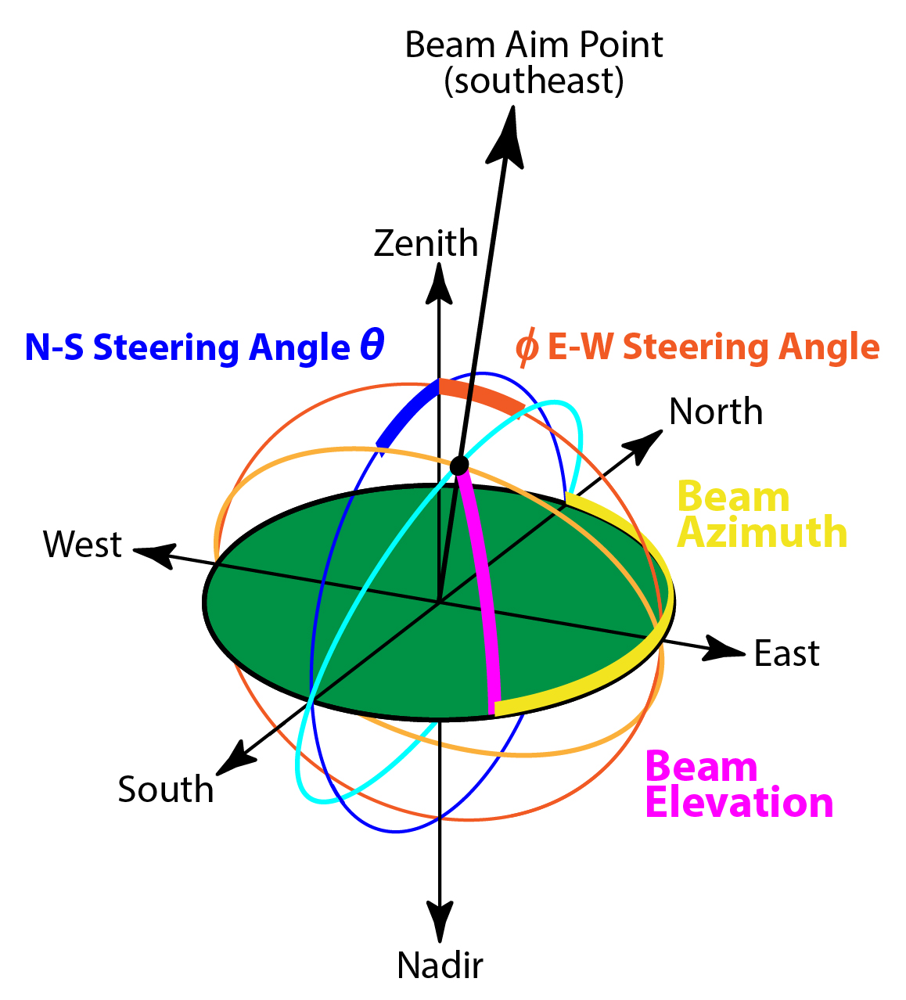 Beam Aim Point
(southeast)
Zenith
N-S Steering Angle θ
ϕ E-W Steering Angle
North
Beam
Azimuth
West
East
Beam
Elevation
South
Nadir